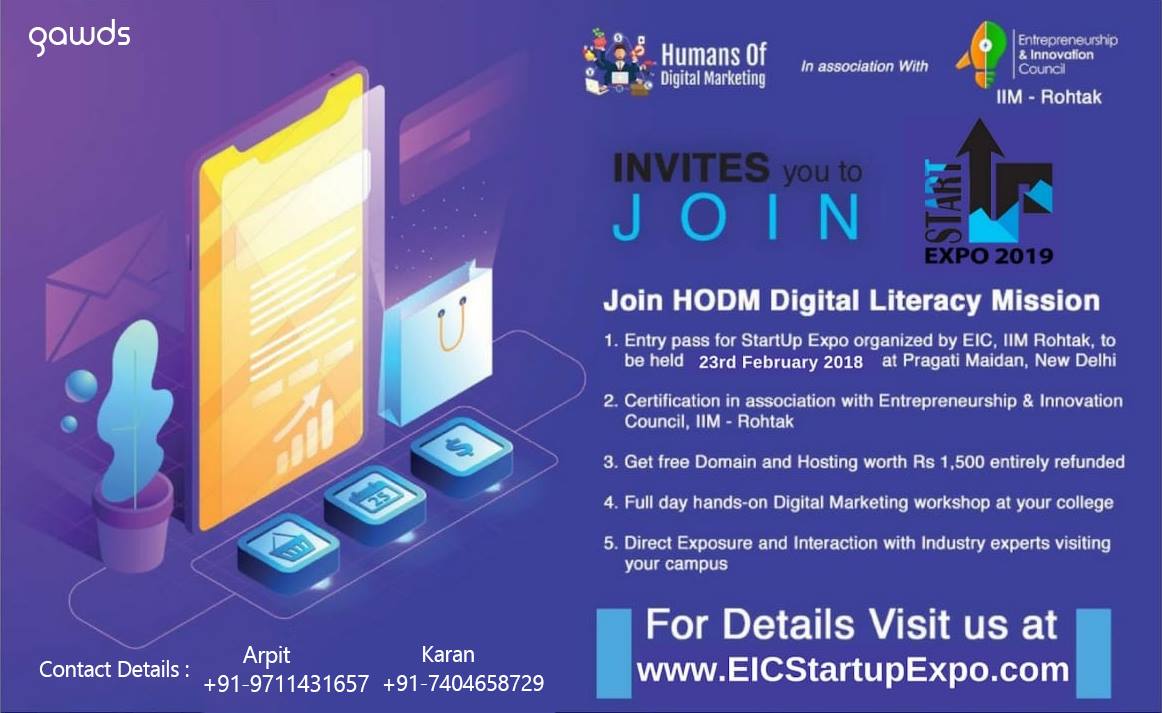 gawds
Humans Of
Digital Marketing
In association With
Entrepreneurship
& Innovation
Council
IIM - Rohtak
INVITES you to
JOIN
START UP
EXPO 2019
Join HODM Digital Literacy Mission
1. Entry pass for StartUp Expo organized by EIC, IIM Rohtak, to
be held 23rd February 2018 at Pragati Maidan, New Delhi
2. Certification in association with Entrepreneurship & Innovation
Council, IIM - Rohtak
3. Get free Domain and Hosting worth Rs 1,500 entirely refunded
4. Full day hands-on Digital Marketing workshop at your college
5. Direct Exposure and Interaction with Industry experts visiting
your campus
For Details Visit us at
www.EICStartupExpo.com
25
Contact Details :
Arpit
+91-9711431657
Karan
+91-7404658729